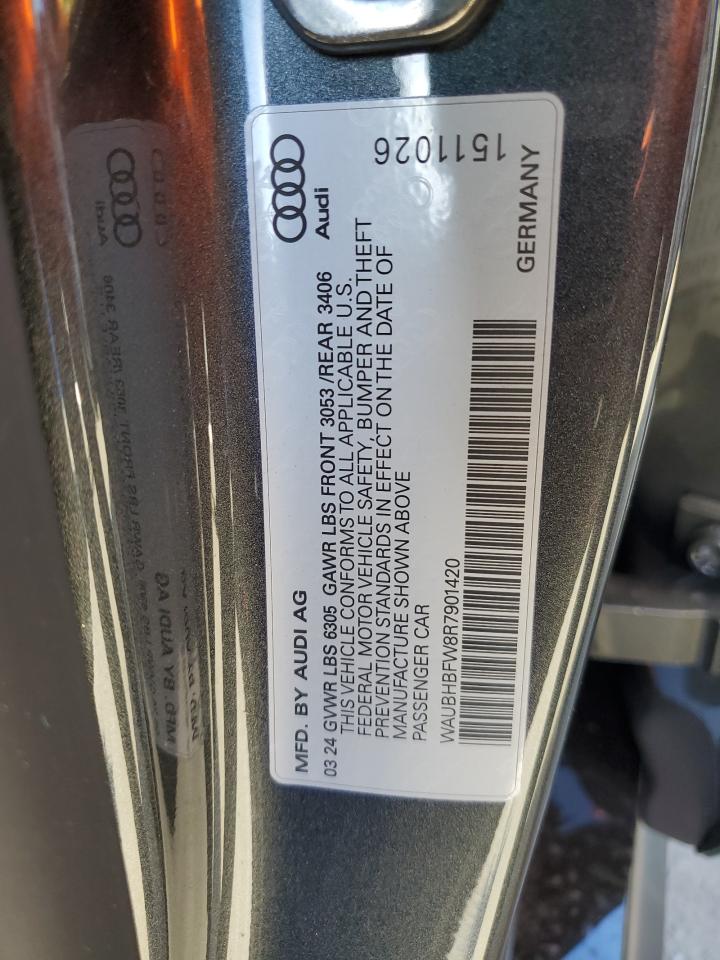 MFD. BY AUDI AG
Audi
03 24 GVWR LBS 6305 GAWR LBS FRONT 3053 /REAR 3406
THIS VEHICLE CONFORMS TO ALL APPLICABLE U.S.
FEDERAL MOTOR VEHICLE SAFETY, BUMPER AND THEFT
PREVENTION STANDARDS IN EFFECT ON THE DATE OF
MANUFACTURE SHOWN ABOVE
PASSENGER CAR
WAUBHBFW8R7901420
1511026
GERMANY